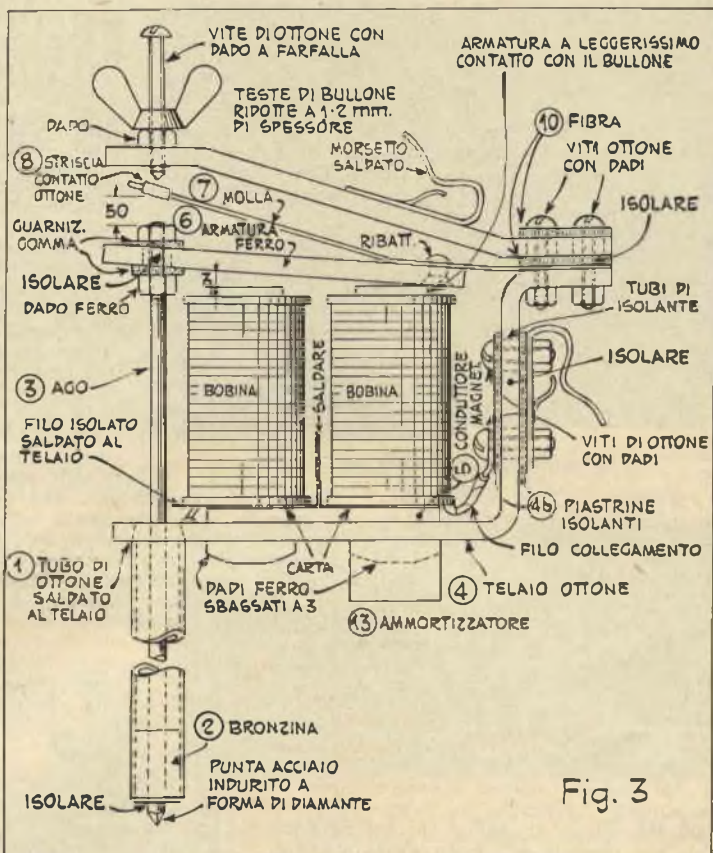 VITE DI OTTONE CON
DADO A FARFALLA
ARMATURA A LEGGERISSIMO
CONTATTO CON IL BULLONE
TESTE DI BULLONE
RIDOTTE A 1-2 mm.
DI SPESSORE
DADO
10 FIBRA
VITI OTTONE
CON DADI
MORSETTO
SALDATO
8 STRISCIA
CONTATTO
OTTONE
7 MOLLA
ISOLARE
50
6 ARMATURA
FERRO
GUARNIZ.
GOMMA
RIBATT.
ISOLARE
DADO FERRO
TUBI DI
ISOLANTE
ISOLARE
3 AGO
BOBINA
SALDARE
BOBINA
CONDUTTORE
MAGNET.
5
FILO ISOLATO
SALDATO AL
TELAIO
VITI DI OTTONE
CON DADI
4b PIASTRINE
ISOLANTI
FILO COLLEGAMENTO
CARTA
1 TUBO DI
OTTONE
SALDATO
AL TELAIO
DADI FERRO
SBASSATI A 3
4 TELAIO OTTONE
13 AMMORTIZZATORE
2 BRONZINA
PUNTA ACCIAIO
INDURITO A
FORMA DI DIAMANTE
ISOLARE
Fig. 3